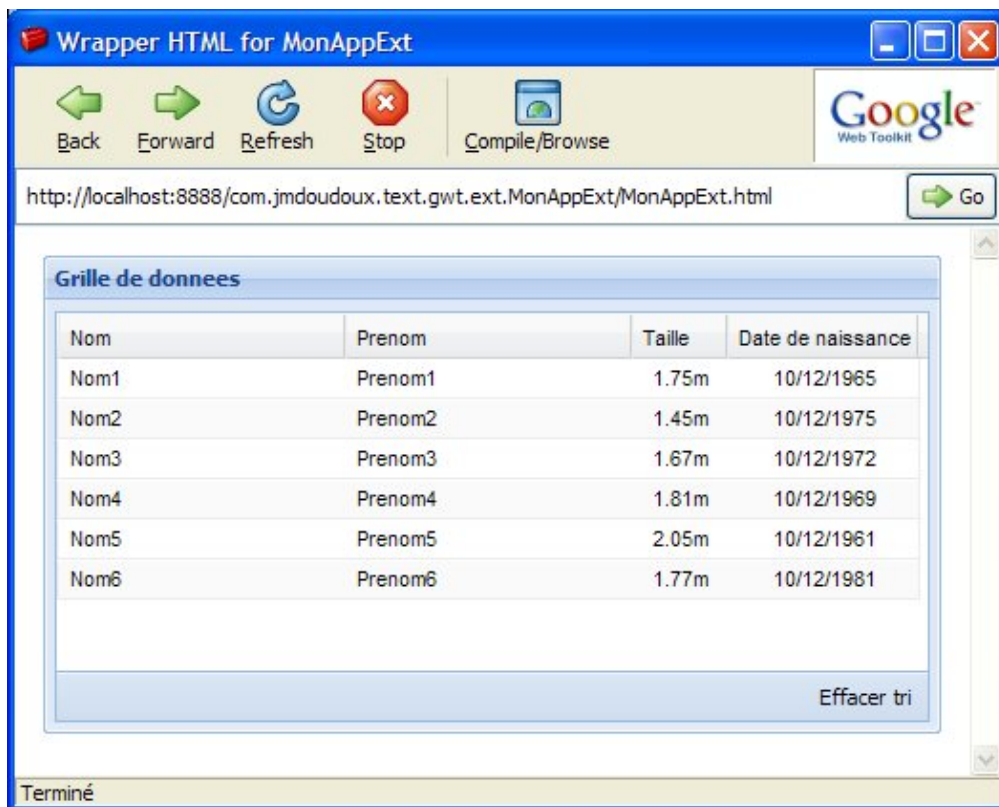 Wrapper HTML for MonAppExt
Back Forward Refresh Stop Compile/Browse
Google
Web Toolkit
http://localhost:8888/com.jmdoudoux.text.gwt.ext.MonAppExt/MonAppExt.html Go
Grille de donnees
Nom Prenom Taille Date de naissance
Nom1 Prenom1 1.75m 10/12/1965
Nom2 Prenom2 1.45m 10/12/1975
Nom3 Prenom3 1.67m 10/12/1972
Nom4 Prenom4 1.81m 10/12/1969
Nom5 Prenom5 2.05m 10/12/1961
Nom6 Prenom6 1.77m 10/12/1981
Effacer tri
Terminé